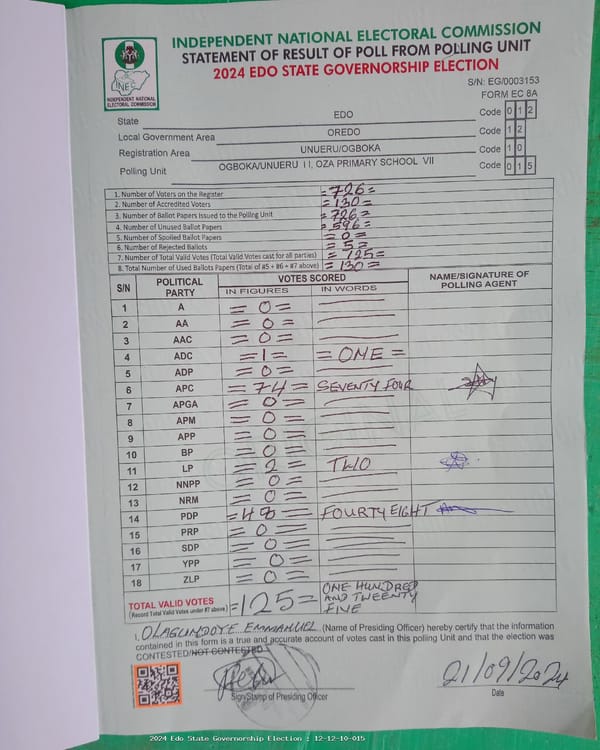 INDEPENDENT NATIONAL ELECTORAL COMMISSION
STATEMENT OF RESULT OF POLL FROM POLLING UNIT
2024 EDO STATE GOVERNORSHIP ELECTION
INEC
INDEPENDENT NATIONAL
ELECTORAL COMMISSION
S/N: EG/0003153
FORM EC 8A
State EDO Code 0 1 2
Local Government Area OREDO Code 1 2
Registration Area UNUERU/OGBOKA Code 1 0
Polling Unit OGBOKA/UNUERU I I, OZA PRIMARY SCHOOL VII Code 0 1 5
1. Number of Voters on the Register =726=
2. Number of Accredited Voters =130=
3. Number of Ballot Papers Issued to the Polling Unit =726=
4. Number of Unused Ballot Papers =596=
5. Number of Spoiled Ballot Papers =0=
6. Number of Rejected Ballots =5=
7. Number of Total Valid Votes (Total Valid Votes cast for all parties) =125=
8. Total Number of Used Ballots Papers (Total of #5 + #6 + #7 above) =130=
S/N POLITICAL PARTY VOTES SCORED NAME/SIGNATURE OF POLLING AGENT
IN FIGURES IN WORDS
1 A =0=
2 AA =0=
3 AAC =0=
4 ADC =1= =ONE=
5 ADP =0=
6 APC =74= SEVENTY FOUR
7 APGA =0=
8 APM =0=
9 APP =0=
10 BP =0=
11 LP =2= TWO
12 NNPP =0=
13 NRM =0=
14 PDP =48= FOURTY EIGHT
15 PRP =0=
16 SDP =0=
17 YPP =0=
18 ZLP =0=
TOTAL VALID VOTES =125= ONE HUNDRED AND TWEENTY FIVE
(Record Total Valid Votes under #7 above)
I, OLAGUNDOYE EMMANUEL (Name of Presiding Officer) hereby certify that the information
contained in this form is a true and accurate account of votes cast in this polling Unit and that the election was
CONTESTED/NOT CONTESTED
Sign/Stamp of Presiding Officer
21/09/2024
Date
2024 Edo State Governorship Election : 12-12-10-015